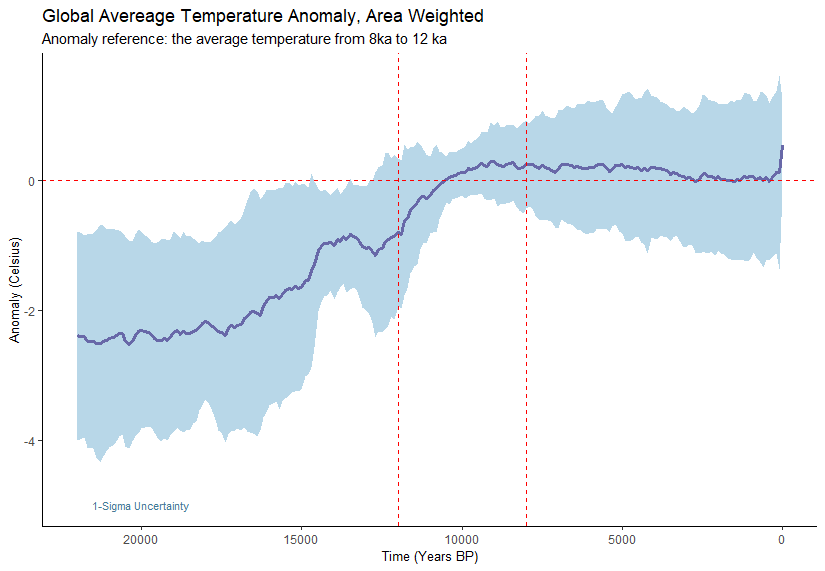 Global Avereage Temperature Anomaly, Area Weighted
Anomaly reference: the average temperature from 8ka to 12 ka
Anomaly (Celsius)
0
-2
-4
1-Sigma Uncertainty
20000 15000 10000 5000 0
Time (Years BP)